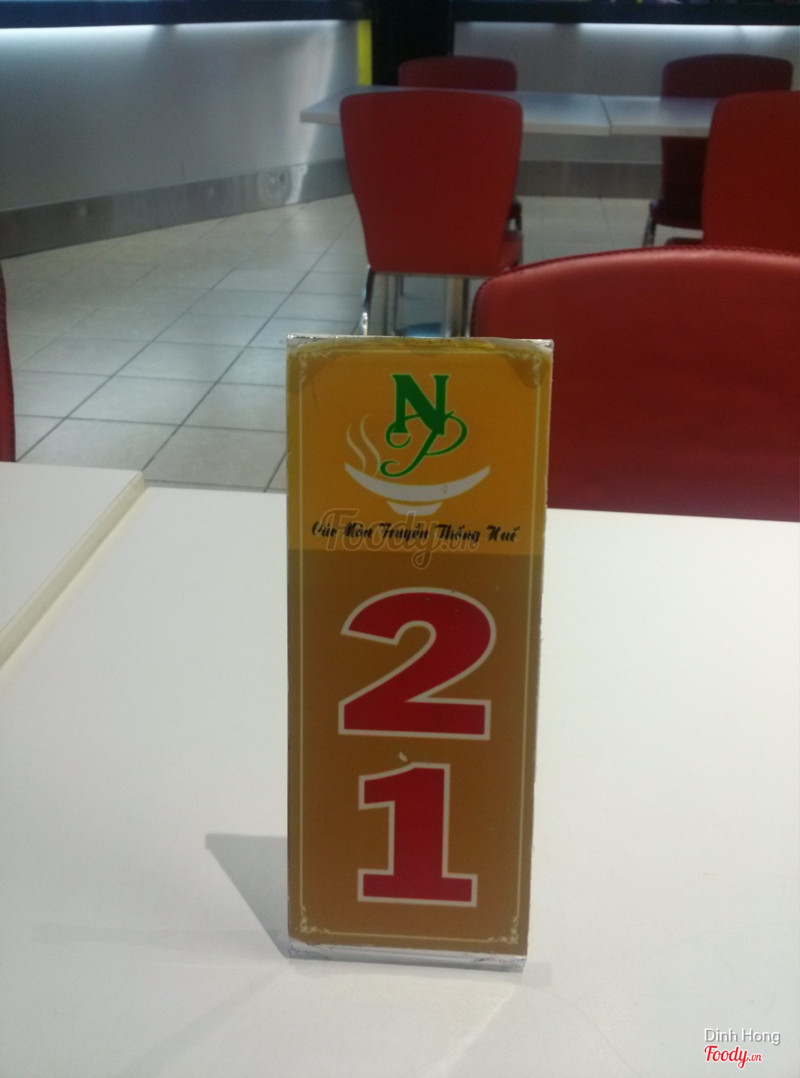 NP
Các Món Truyền Thống Huế
Foody.vn
2
1
Dinh Hong
Foody.vn